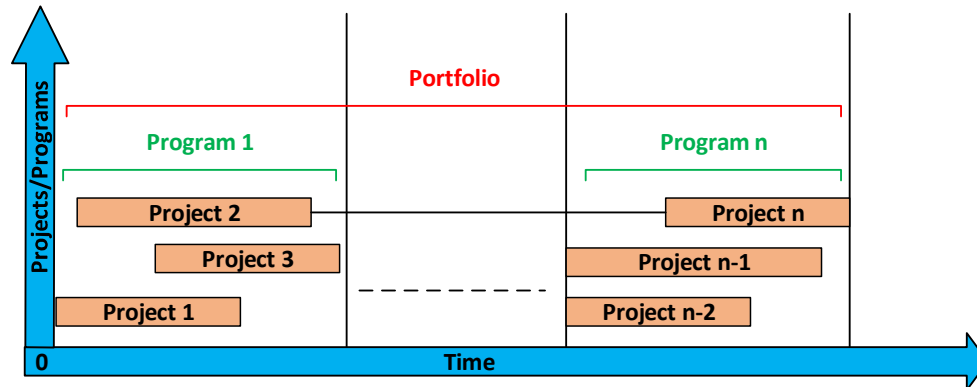 Portfolio
Program 1
Program n
Projects/Programs
Project 2
Project n
Project 3
Project n-1
Project 1
Project n-2
0
Time